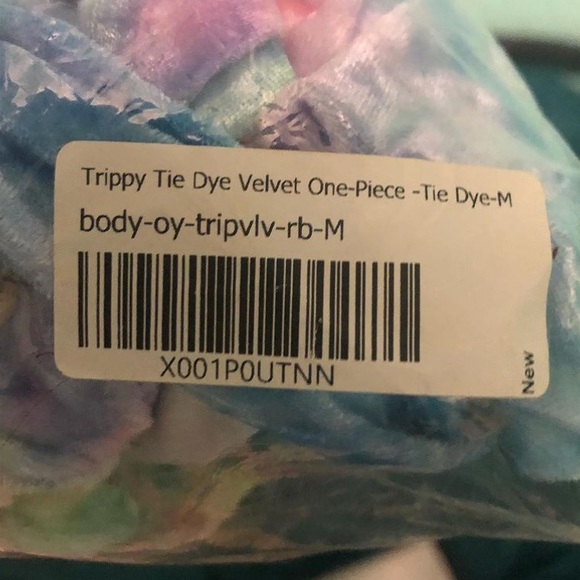 Trippy Tie Dye Velvet One-Piece -Tie Dye-M
body-oy-tripvlv-rb-M
X001P0UTNN
New